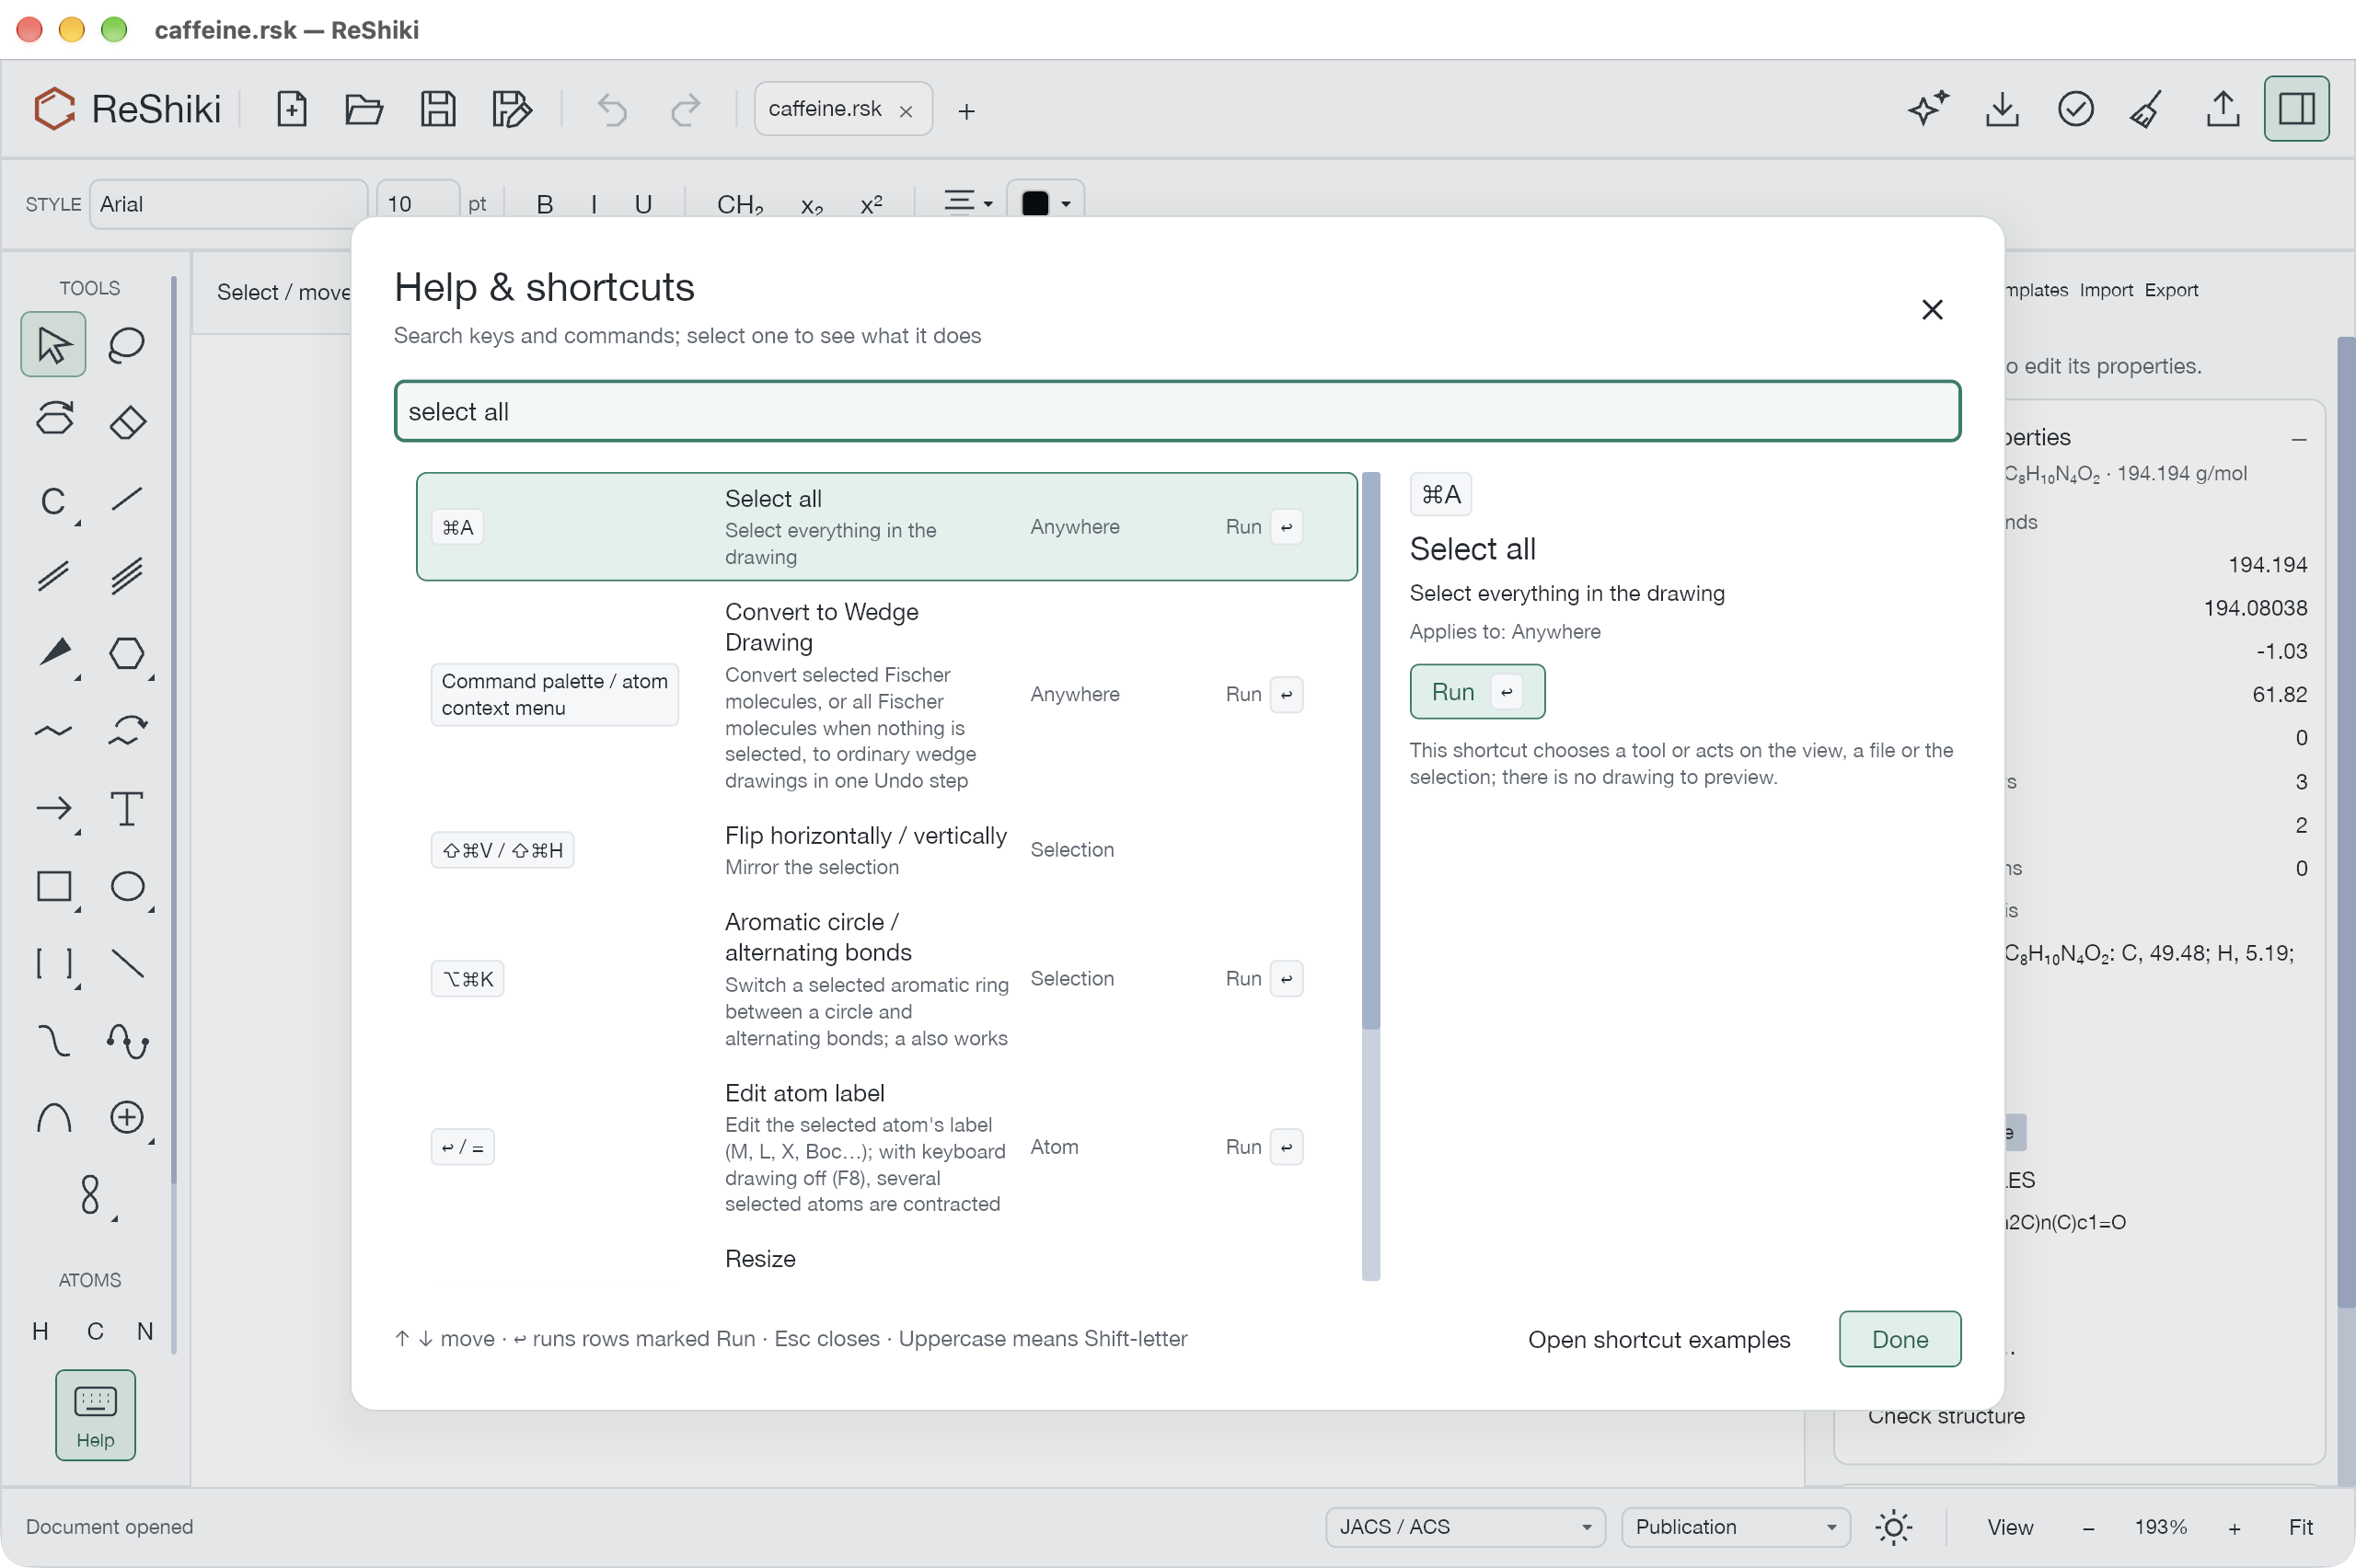 caffeine.rsk — ReShiki
ReShiki
caffeine.rsk
STYLE Arial 10 pt B I U CH₂ x₂ x²
TOOLS
Select / move
mplates Import Export
Help & shortcuts
Search keys and commands; select one to see what it does
o edit its properties.
select all
perties
C₈H₁₀N₄O₂ · 194.194 g/mol
nds
194.194
194.08038
-1.03
61.82
0
s 3
2
ns 0
is
C₈H₁₀N₄O₂: C, 49.48; H, 5.19;
⌘A
Select all
Select everything in the
drawing
Anywhere
Run ↩
Command palette / atom
context menu
Convert to Wedge
Drawing
Convert selected Fischer
molecules, or all Fischer
molecules when nothing is
selected, to ordinary wedge
drawings in one Undo step
Anywhere
Run ↩
⇧⌘V / ⇧⌘H
Flip horizontally / vertically
Mirror the selection
Selection
⌥⌘K
Aromatic circle /
alternating bonds
Switch a selected aromatic ring
between a circle and
alternating bonds; a also works
Selection
Run ↩
↩ / =
Edit atom label
Edit the selected atom's label
(M, L, X, Boc…); with keyboard
drawing off (F8), several
selected atoms are contracted
Atom
Run ↩
Resize
⌘A
Select all
Select everything in the drawing
Applies to: Anywhere
Run ↩
This shortcut chooses a tool or acts on the view, a file or the
selection; there is no drawing to preview.
C
T
ATOMS
H C N
Help
e
LES
n2C)n(C)c1=O
↑ ↓ move · ↩ runs rows marked Run · Esc closes · Uppercase means Shift-letter
Open shortcut examples
Done
Check structure
Document opened
JACS / ACS
Publication
View − 193% + Fit